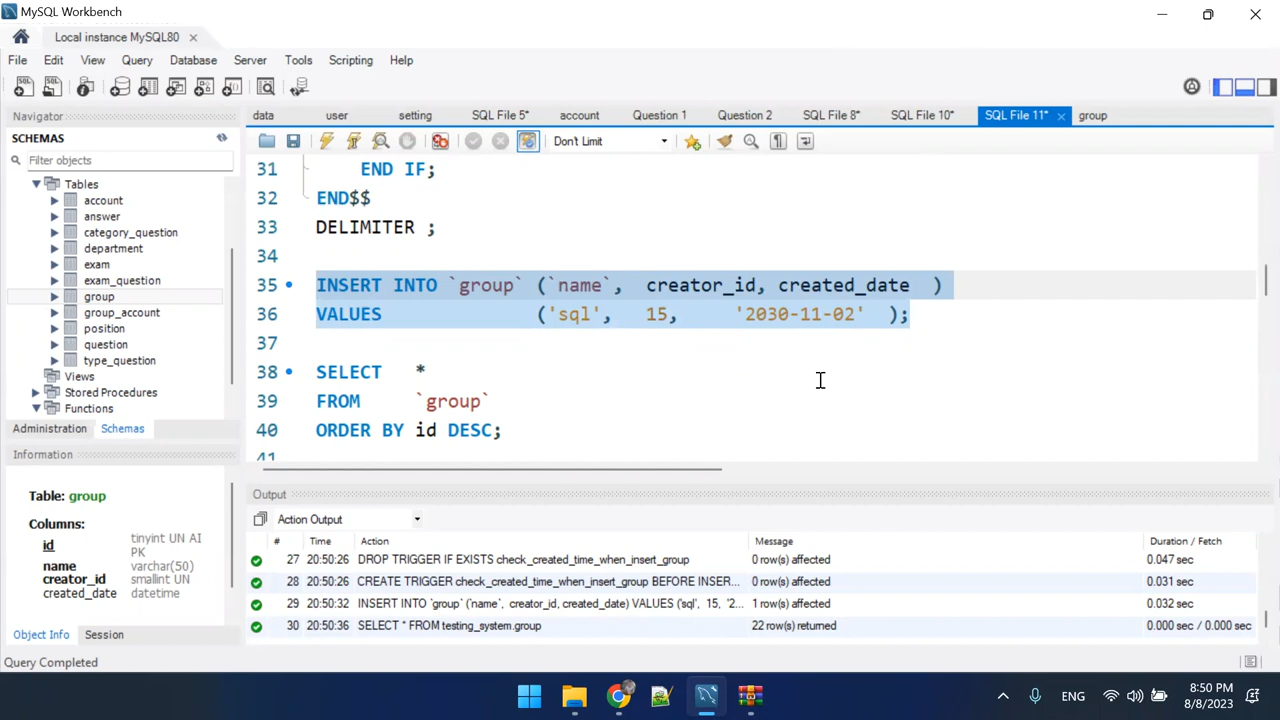 MySQL Workbench
Local instance MySQL80
File Edit View Query Database Server Tools Scripting Help
Navigator
SCHEMAS
Filter objects
Tables
account
answer
category_question
department
exam
exam_question
group
group_account
position
question
type_question
Views
Stored Procedures
Functions
Administration Schemas
Information
Table: group
Columns:
id tinyint UN AI PK
name varchar(50)
creator_id smallint UN
created_date datetime
Object Info Session
data user setting SQL File 5* account Question 1 Question 2 SQL File 8* SQL File 10* SQL File 11* group
Don't Limit
31 END IF;
32 END$$
33 DELIMITER ;
34
35 INSERT INTO `group` (`name`, creator_id, created_date )
36 VALUES ('sql', 15, '2030-11-02' );
37
38 SELECT *
39 FROM `group`
40 ORDER BY id DESC;
41
Output
Action Output
# Time Action Message Duration / Fetch
27 20:50:26 DROP TRIGGER IF EXISTS check_created_time_when_insert_group 0 row(s) affected 0.047 sec
28 20:50:26 CREATE TRIGGER check_created_time_when_insert_group BEFORE INSER... 0 row(s) affected 0.031 sec
29 20:50:32 INSERT INTO `group` (`name`, creator_id, created_date) VALUES ('sql', 15, '2... 1 row(s) affected 0.032 sec
30 20:50:36 SELECT * FROM testing_system.group 22 row(s) returned 0.000 sec / 0.000 sec
Query Completed
ENG
8:50 PM
8/8/2023